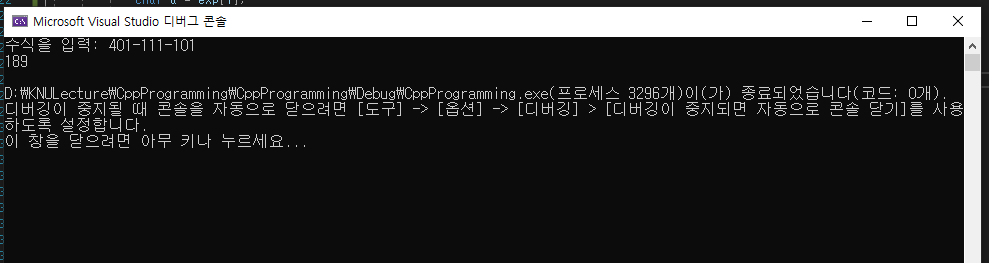 char a = exp[i];
Microsoft Visual Studio 디버그 콘솔
수식을 입력: 401-111-101
189
D:₩KNULecture₩CppProgramming₩CppProgramming₩Debug₩CppProgramming.exe(프로세스 3296개)이(가) 종료되었습니다(코드: 0개).
디버깅이 중지될 때 콘솔을 자동으로 닫으려면 [도구] -> [옵션] -> [디버깅] > [디버깅이 중지되면 자동으로 콘솔 닫기]를 사용
하도록 설정합니다.
이 창을 닫으려면 아무 키나 누르세요...